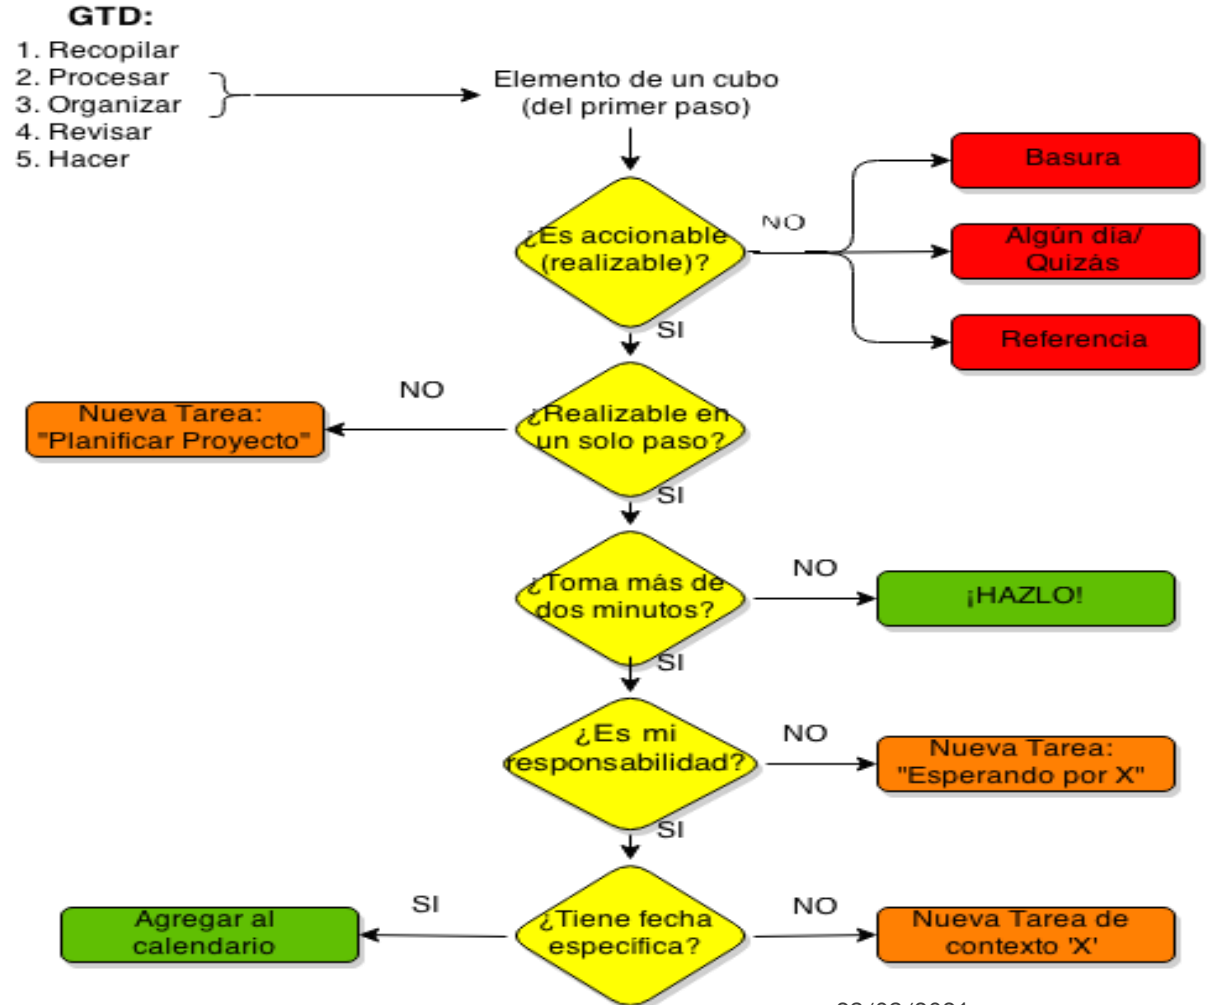 GTD:
1. Recopilar
2. Procesar
3. Organizar
4. Revisar
5. Hacer
Elemento de un cubo
(del primer paso)
¿Es accionable
(realizable)?
NO
Basura
Algún día/
Quizás
Referencia
SI
¿Realizable en
un solo paso?
NO
Nueva Tarea:
"Planificar Proyecto"
SI
¿Toma más de
dos minutos?
NO
¡HAZLO!
SI
¿Es mi
responsabilidad?
NO
Nueva Tarea:
"Esperando por X"
SI
¿Tiene fecha
específica?
SI
Agregar al
calendario
NO
Nueva Tarea de
contexto 'X'